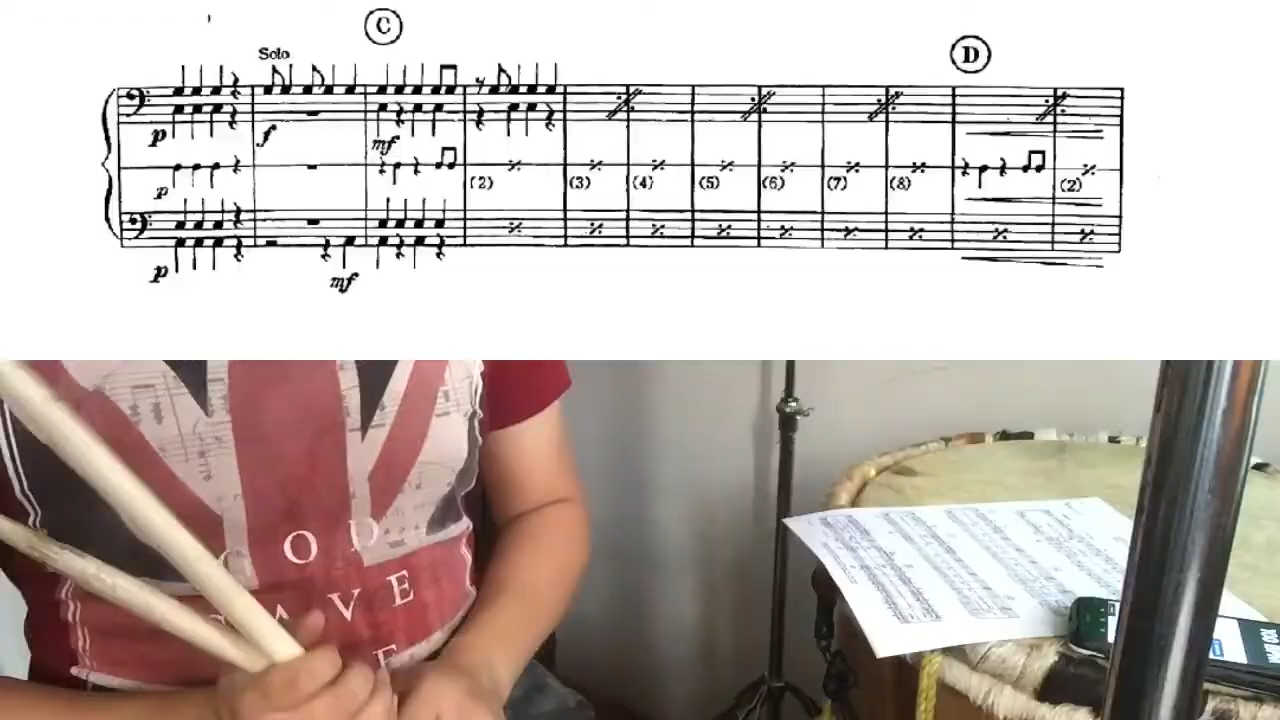 C
Solo
D
p
f
mf
p
(2)
(3)
(4)
(5)
(6)
(7)
(8)
(2)
p
mf
GOD
SAVE